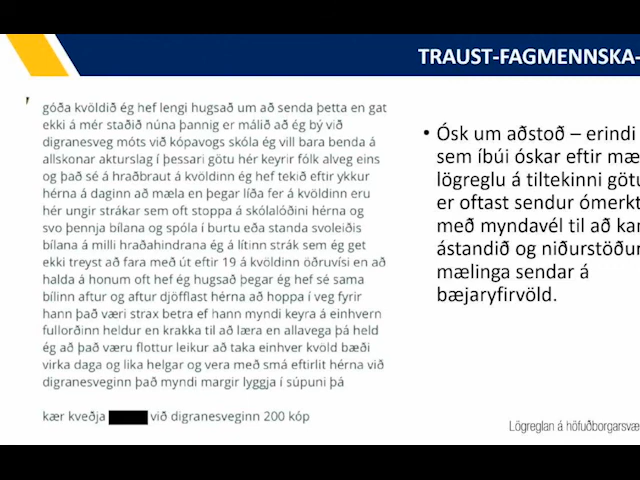 TRAUST-FAGMENNSKA-
góða kvöldið ég hef lengi hugsað um að senda þetta en gat
ekki á mér staðið núna þannig er málið að ég bý við
digranesveg móts við kópavogs skóla ég vill bara benda á
allskonar akturslag í þessari götu hér keyrir fólk alveg eins
og það sé á hraðbraut á kvöldinn ég hef tekið eftir ykkur
hérna á daginn að mæla en þegar líða fer á kvöldinn eru
hér ungir strákar sem oft stoppa á skólalóðini hérna og
svo þennja bílana og spóla í burtu eða standa svoleiðis
bílana á milli hraðahindrana ég á lítinn strák sem ég get
ekki treyst að fara með út eftir 19 á kvöldinn öðruvísi en að
halda á honum oft hef ég hugsað þegar ég hef sé sama
bílinn aftur og aftur djöfflast hérna að hoppa í veg fyrir
hann það væri strax betra ef hann myndi keyra á einhvern
fullorðinn heldur en krakka til að læra en allavega þá held
ég að það væru flottur leikur að taka einhver kvöld bæði
virka daga og lika helgar og vera með smá eftirlit hérna við
digranesveginn það myndi margir lyggja í súpuni þá
kær kveðja við digranesveginn 200 kóp
• Ósk um aðstoð – erindi
sem íbúi óskar eftir mæ
lögreglu á tiltekinni götu
er oftast sendur ómerkt
með myndavél til að kan
ástandið og niðurstöðu
mælinga sendar á
bæjaryfirvöld.
Lögreglan á höfuðborgarsvæ